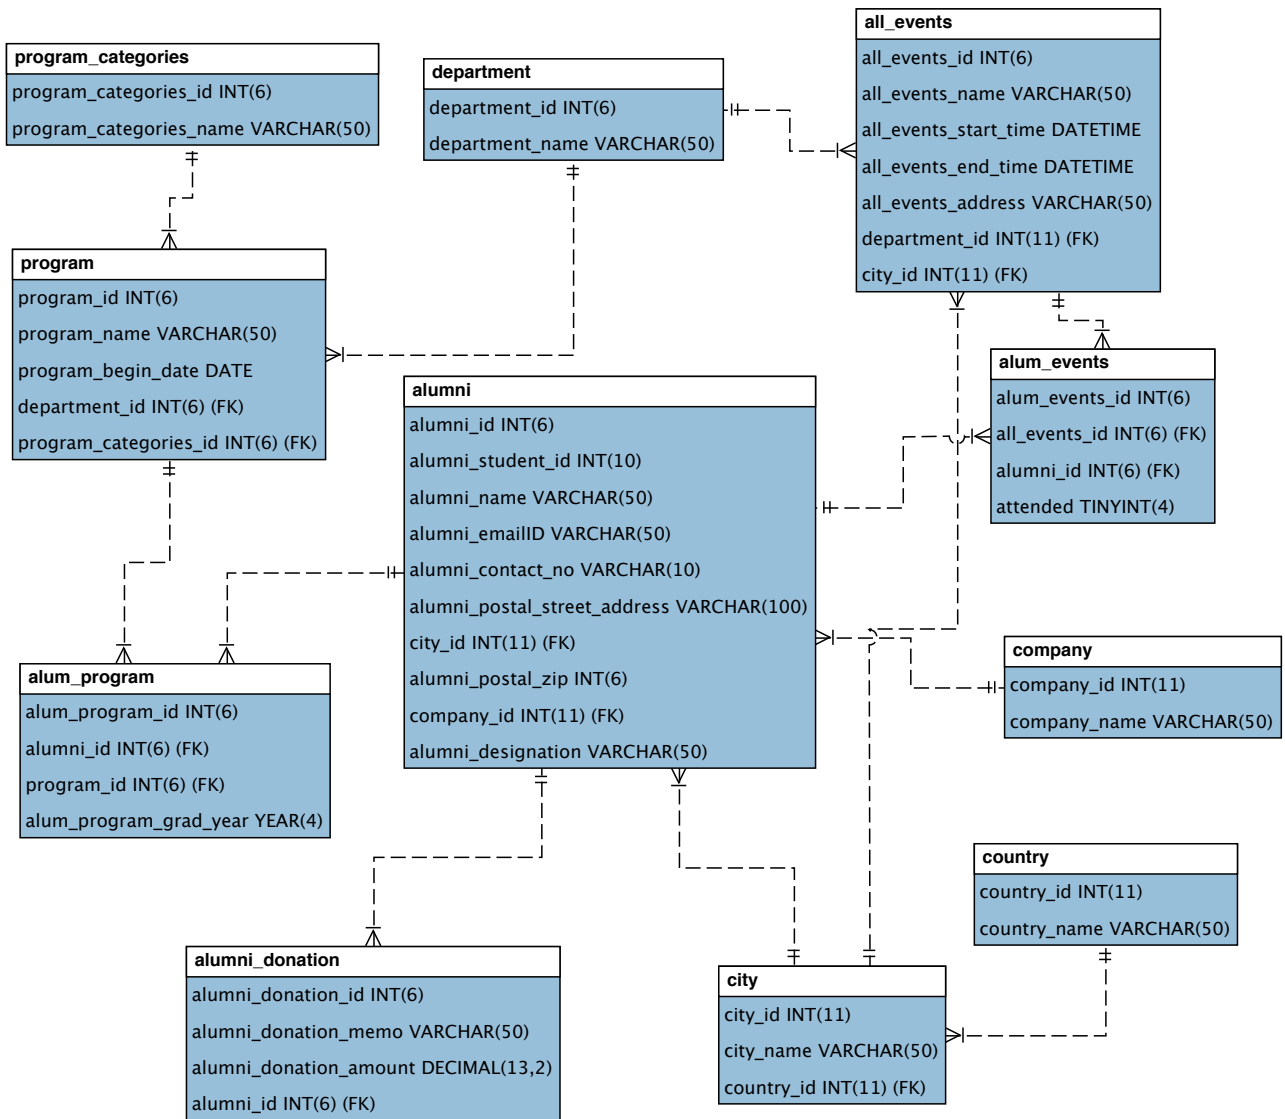 program_categories
program_categories_id INT(6)
program_categories_name VARCHAR(50)
department
department_id INT(6)
department_name VARCHAR(50)
all_events
all_events_id INT(6)
all_events_name VARCHAR(50)
all_events_start_time DATETIME
all_events_end_time DATETIME
all_events_address VARCHAR(50)
department_id INT(11) (FK)
city_id INT(11) (FK)
program
program_id INT(6)
program_name VARCHAR(50)
program_begin_date DATE
department_id INT(6) (FK)
program_categories_id INT(6) (FK)
alumni
alumni_id INT(6)
alumni_student_id INT(10)
alumni_name VARCHAR(50)
alumni_emailID VARCHAR(50)
alumni_contact_no VARCHAR(10)
alumni_postal_street_address VARCHAR(100)
city_id INT(11) (FK)
alumni_postal_zip INT(6)
company_id INT(11) (FK)
alumni_designation VARCHAR(50)
alum_events
alum_events_id INT(6)
all_events_id INT(6) (FK)
alumni_id INT(6) (FK)
attended TINYINT(4)
alum_program
alum_program_id INT(6)
alumni_id INT(6) (FK)
program_id INT(6) (FK)
alum_program_grad_year YEAR(4)
company
company_id INT(11)
company_name VARCHAR(50)
country
country_id INT(11)
country_name VARCHAR(50)
alumni_donation
alumni_donation_id INT(6)
alumni_donation_memo VARCHAR(50)
alumni_donation_amount DECIMAL(13,2)
alumni_id INT(6) (FK)
city
city_id INT(11)
city_name VARCHAR(50)
country_id INT(11) (FK)